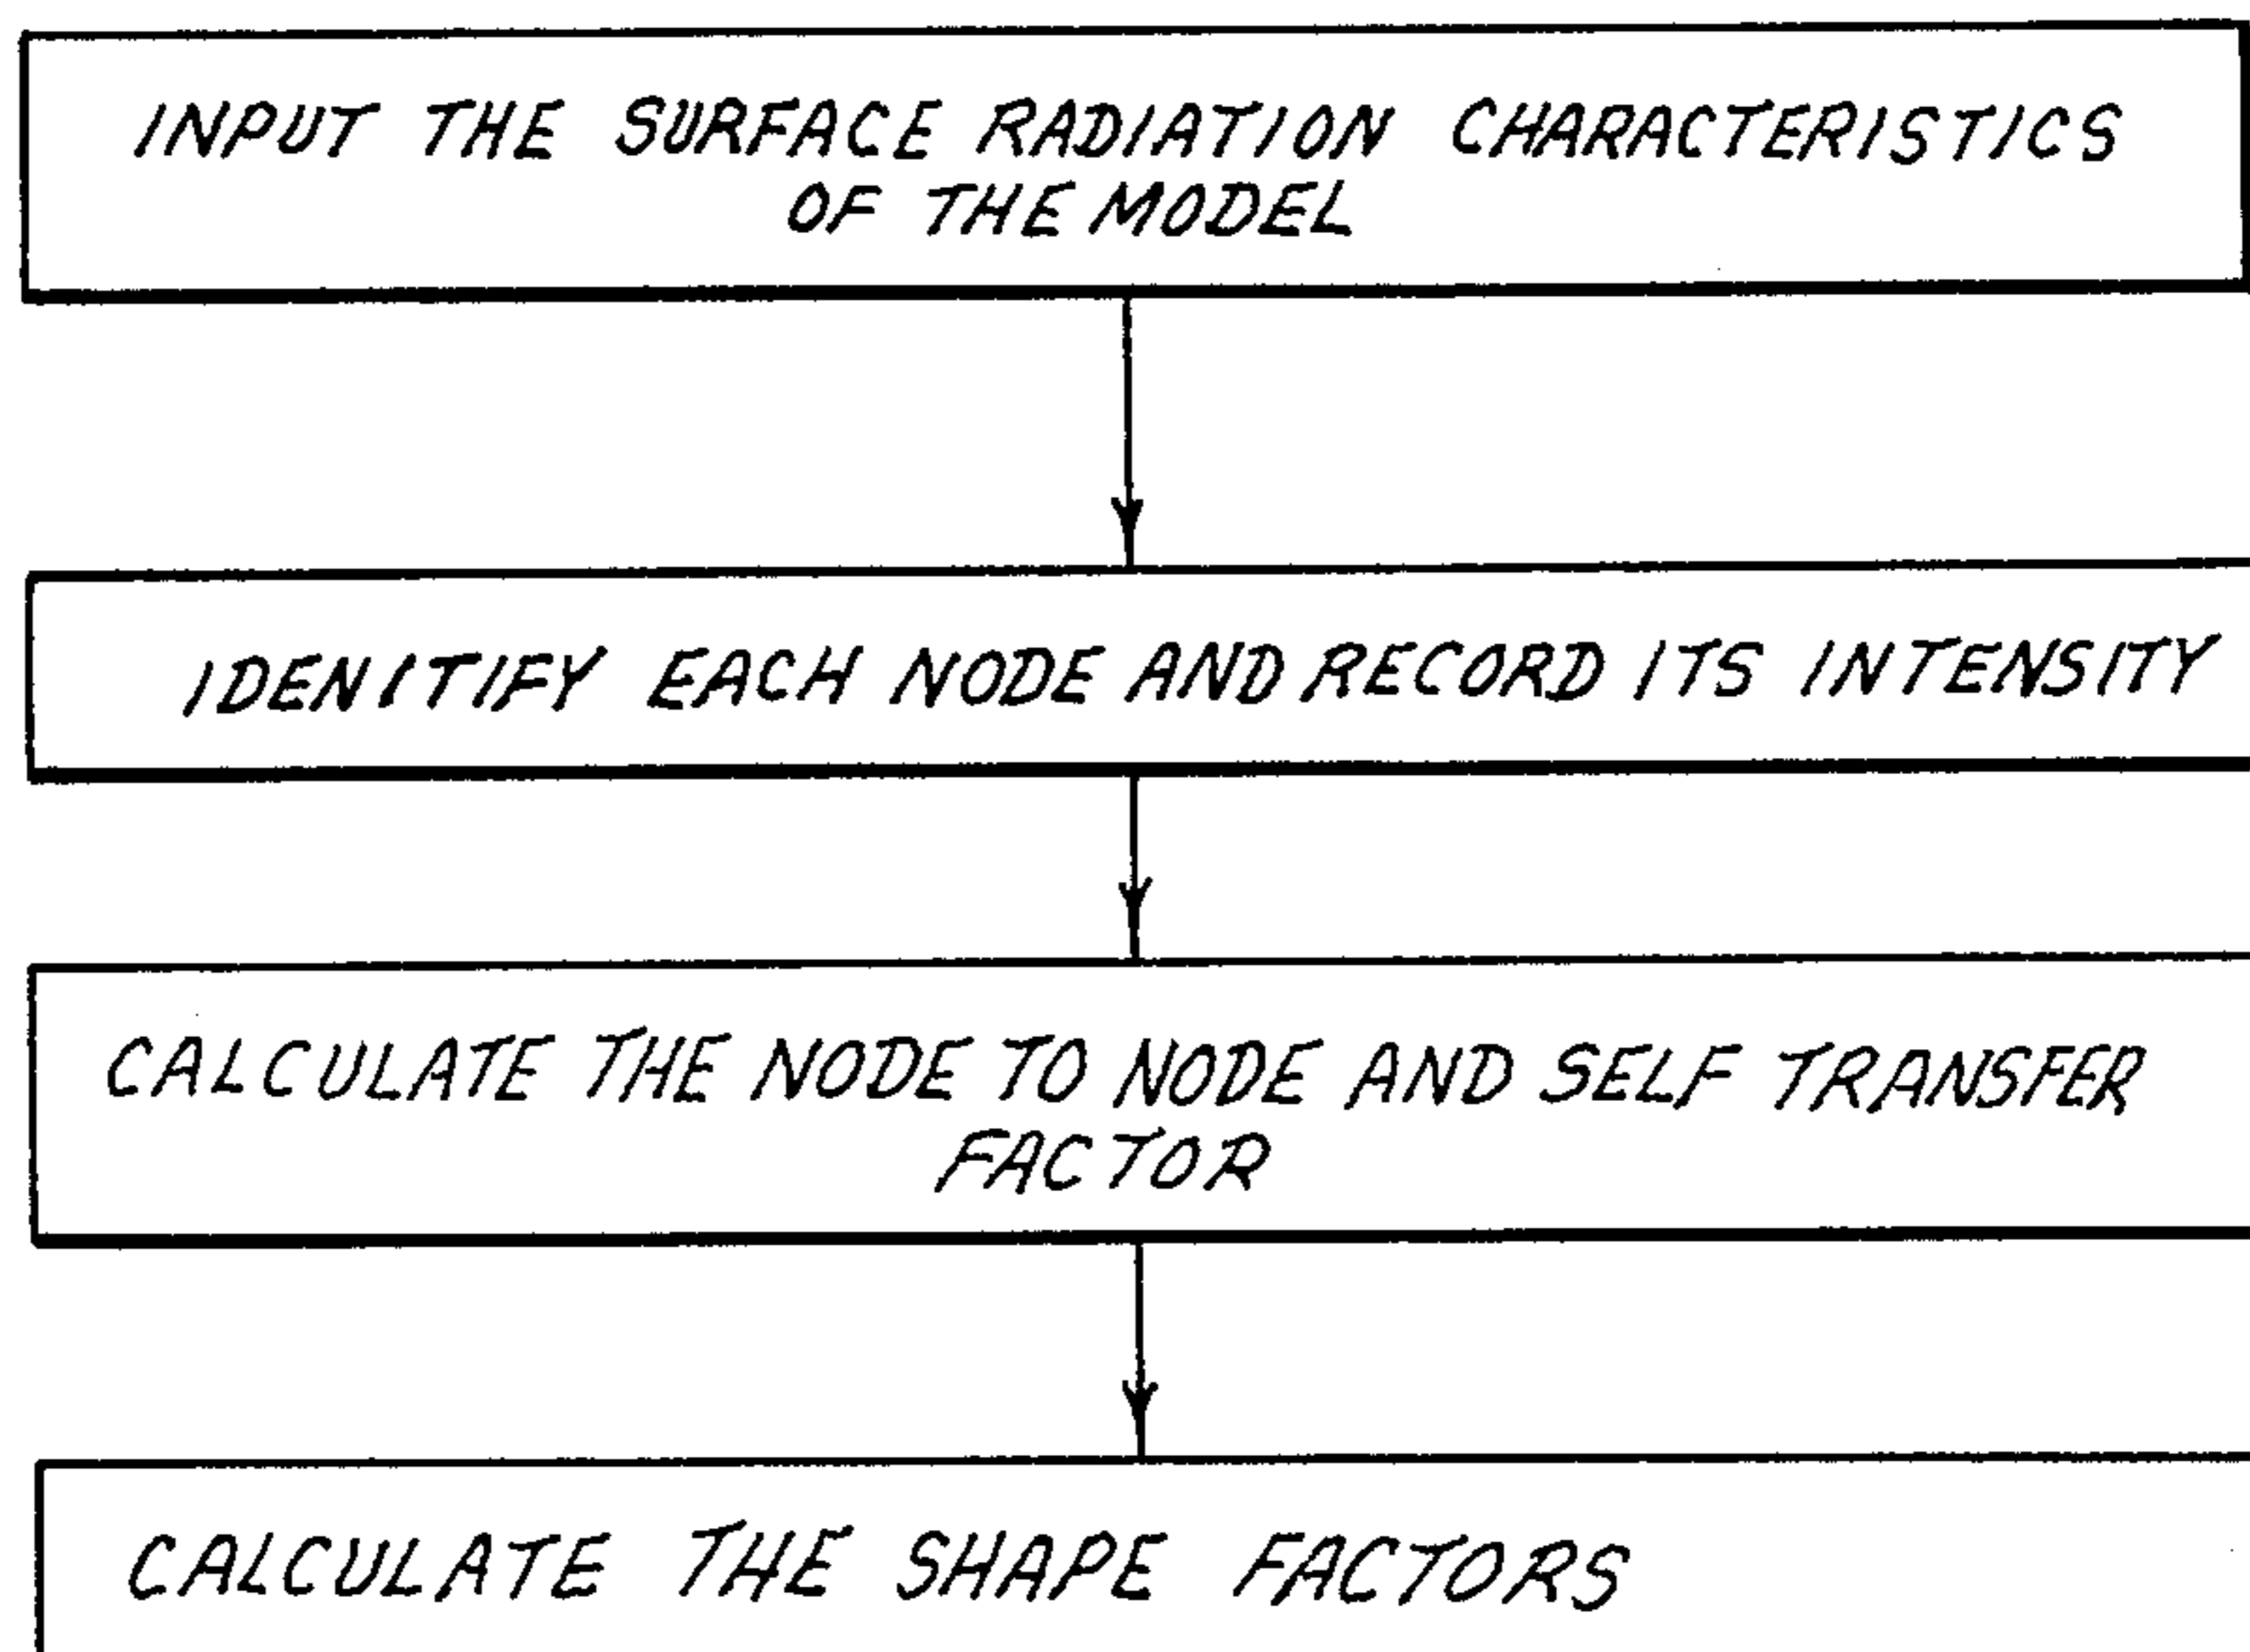 INPUT THE SURFACE RADIATION CHARACTERISTICS
OF THE MODEL
IDENITIFY EACH NODE AND RECORD ITS INTENSITY
CALCULATE THE NODE TO NODE AND SELF TRANSFER
FACTOR
CALCULATE THE SHAPE FACTORS